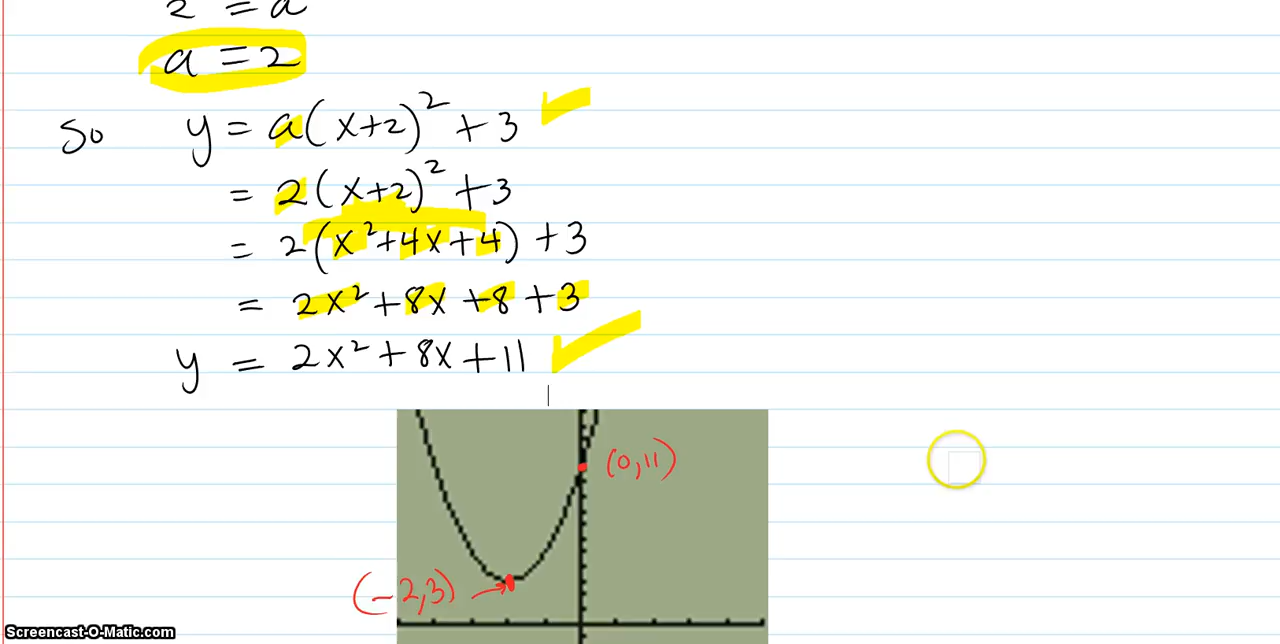 2 = a
a = 2
So y = a(x+2)² + 3
= 2(x+2)² + 3
= 2(x²+4x+4) + 3
= 2x² + 8x + 8 + 3
y = 2x² + 8x + 11
(0,11)
(-2,3)
Screencast-O-Matic.com